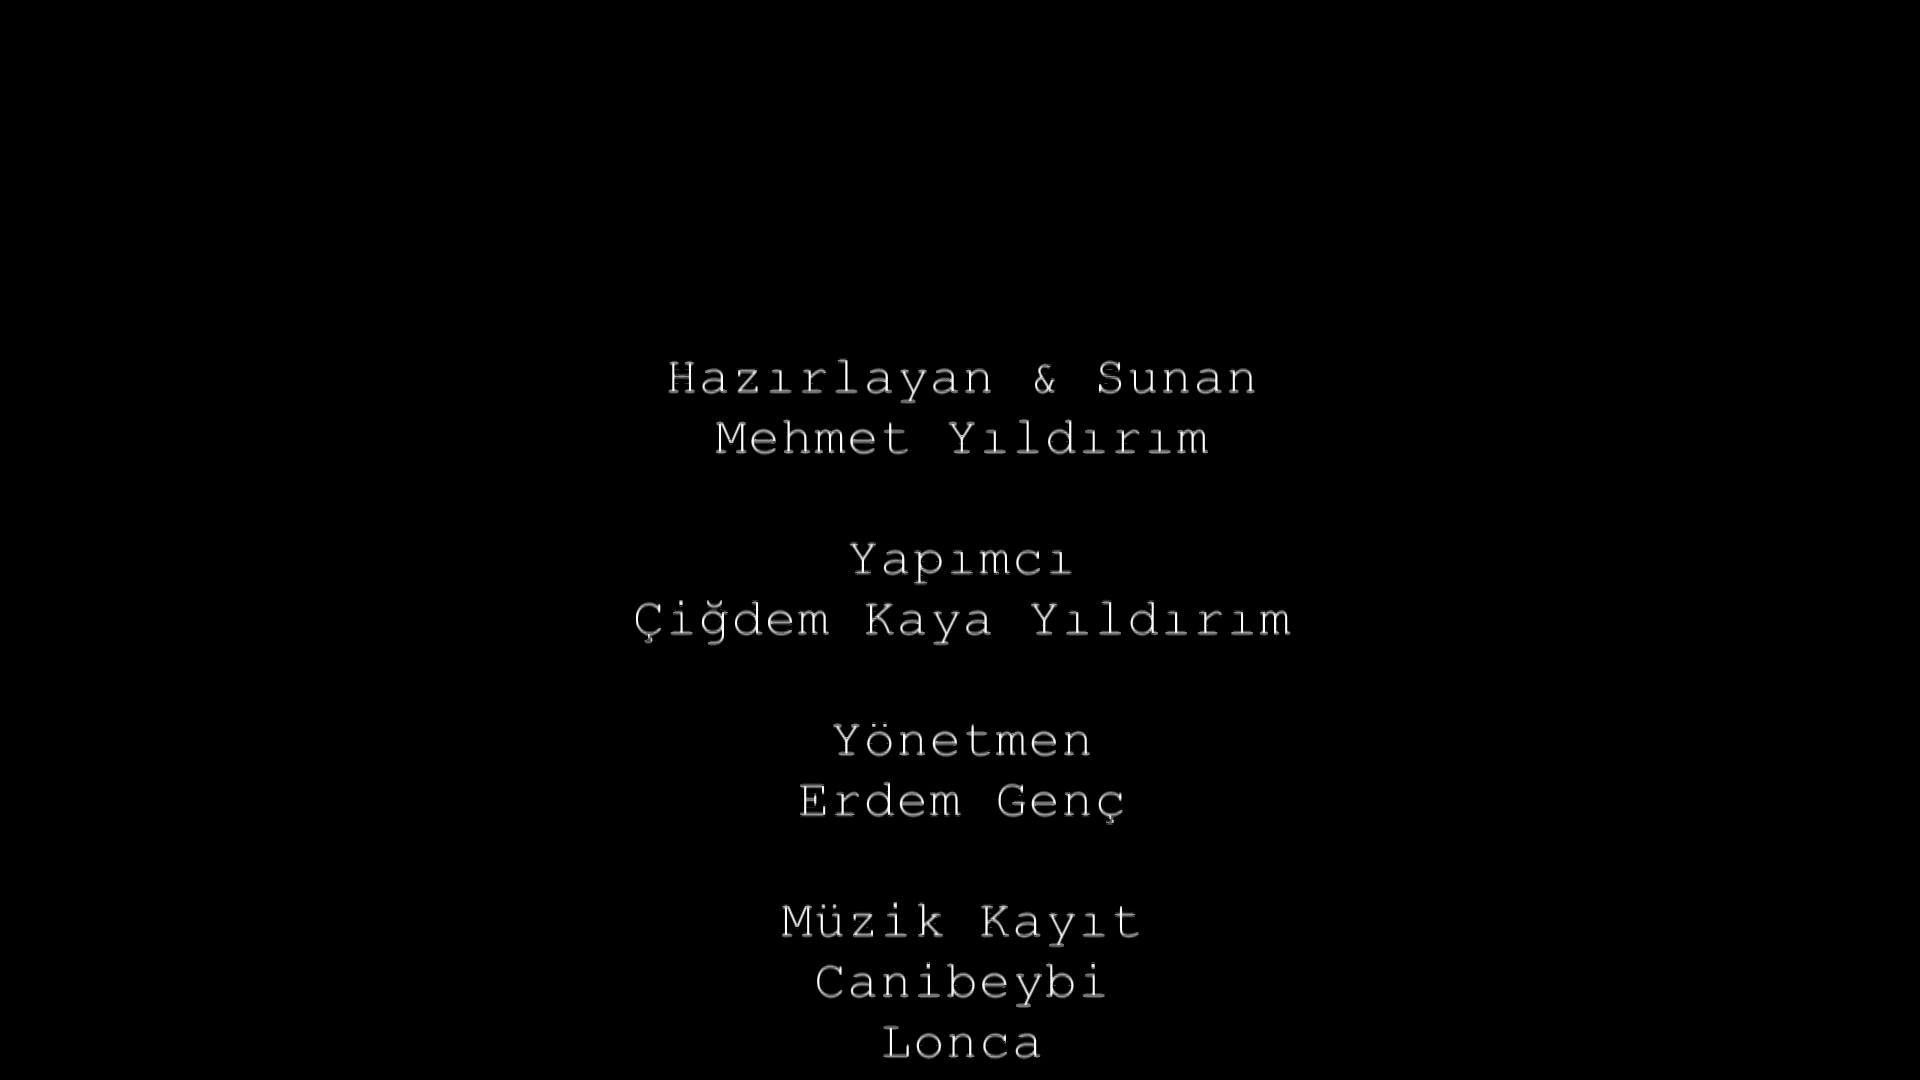 Hazırlayan & Sunan
Mehmet Yıldırım
Yapımcı
Çiğdem Kaya Yıldırım
Yönetmen
Erdem Genç
Müzik Kayıt
Canibeybi
Lonca